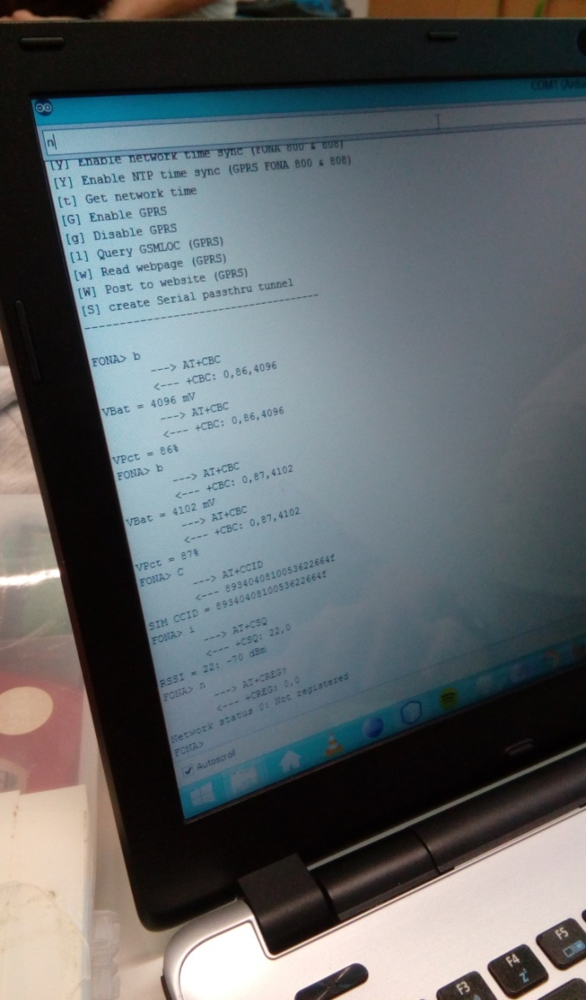 COM7 (Ardu
n
[Y] Enable network time sync (FONA 800 & 808)
[Y] Enable NTP time sync (GPRS FONA 800 & 808)
[t] Get network time
[G] Enable GPRS
[g] Disable GPRS
[l] Query GSMLOC (GPRS)
[w] Read webpage (GPRS)
[W] Post to website (GPRS)
[S] create Serial passthru tunnel
----------------------------------------
FONA> b
---> AT+CBC
<--- +CBC: 0,86,4096
VBat = 4096 mV
---> AT+CBC
<--- +CBC: 0,86,4096
VPct = 86%
FONA> b
---> AT+CBC
<--- +CBC: 0,87,4102
VBat = 4102 mV
---> AT+CBC
<--- +CBC: 0,87,4102
VPct = 87%
FONA> C
---> AT+CCID
<--- 8934040810053622664f
SIM CCID = 8934040810053622664f
FONA> i
---> AT+CSQ
<--- +CSQ: 22,0
RSSI = 22: -70 dBm
FONA> n
---> AT+CREG?
<--- +CREG: 0,0
Network status 0: Not registered
FONA>
Autoscroll
F3
F4
F5